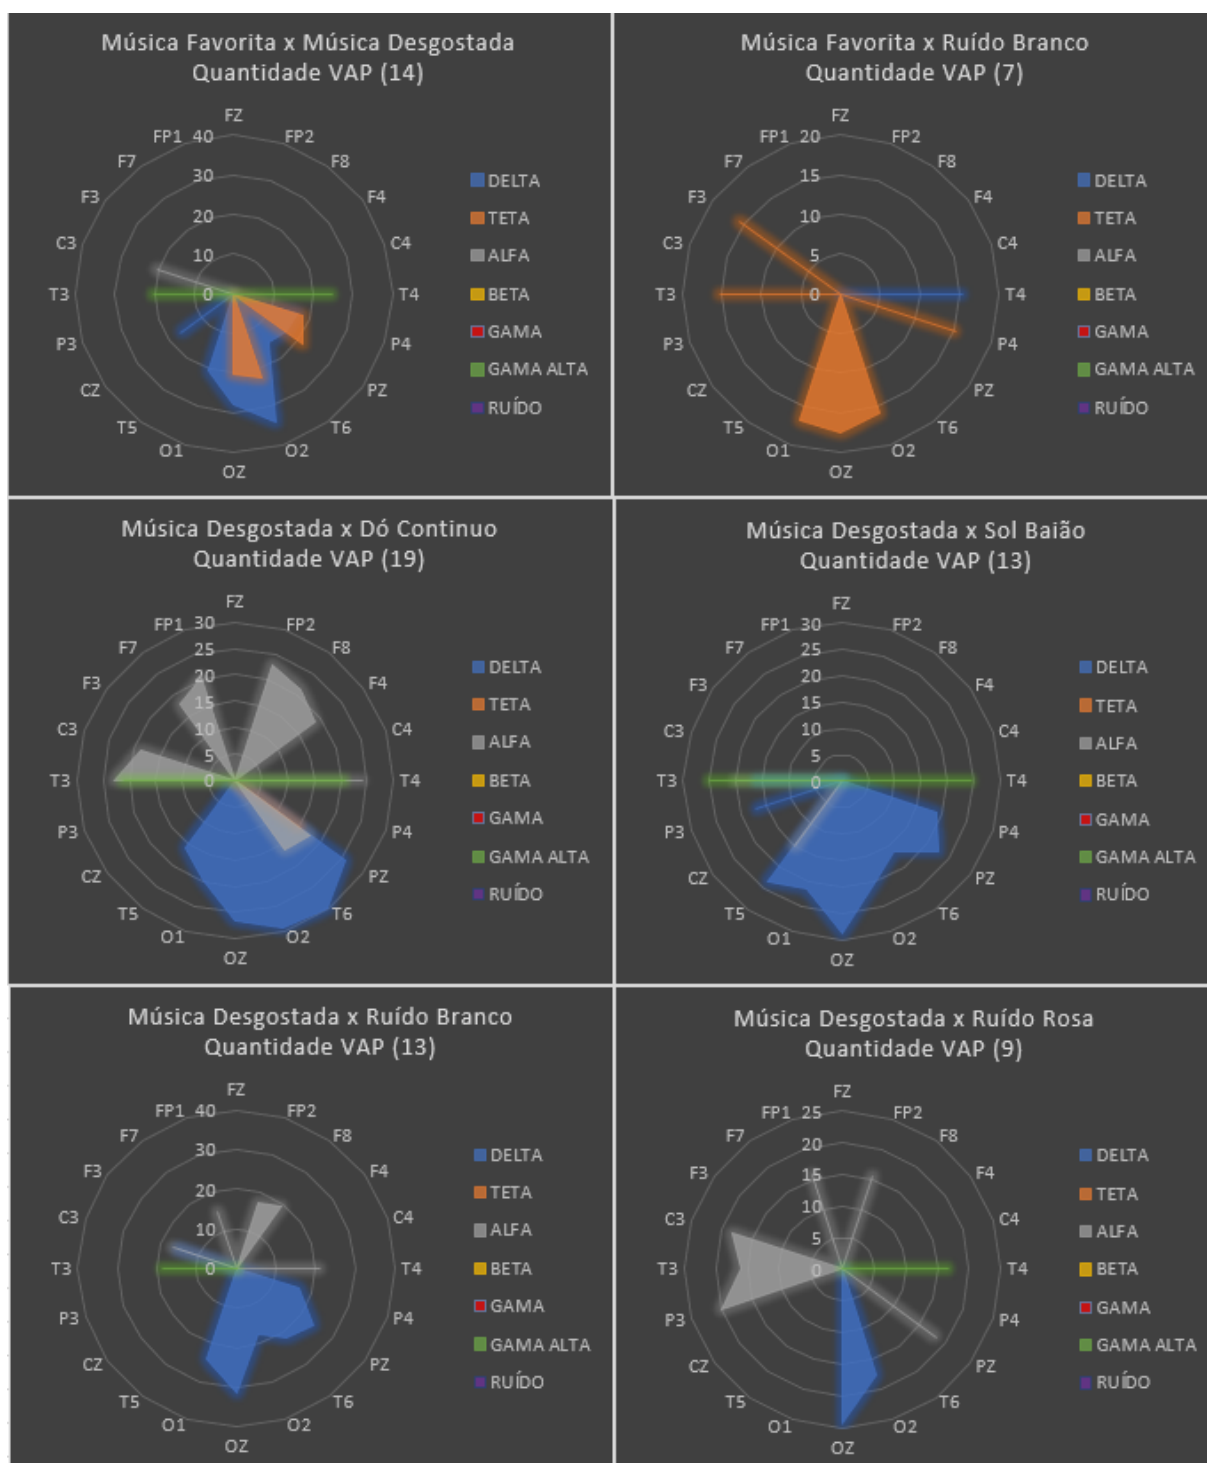 Música Favorita x Música Desgostada
Quantidade VAP (14)
FZ
FP1
40
FP2
F7
F8
30
F3
F4
20
C3
C4
10
T3
0
T4
P3
P4
CZ
PZ
T5
T6
O1
O2
OZ
DELTA
TETA
ALFA
BETA
GAMA
GAMA ALTA
RUÍDO
Música Favorita x Ruído Branco
Quantidade VAP (7)
FZ
FP1
20
FP2
F7
F8
15
F3
F4
10
C3
C4
5
T3
0
T4
P3
P4
CZ
PZ
T5
T6
O1
O2
OZ
DELTA
TETA
ALFA
BETA
GAMA
GAMA ALTA
RUÍDO
Música Desgostada x Dó Continuo
Quantidade VAP (19)
FZ
FP1
30
FP2
F7
F8
25
20
F3
F4
15
C3
10
C4
5
T3
0
T4
P3
P4
CZ
PZ
T5
T6
O1
O2
OZ
DELTA
TETA
ALFA
BETA
GAMA
GAMA ALTA
RUÍDO
Música Desgostada x Sol Baião
Quantidade VAP (13)
FZ
FP1
30
FP2
F7
F8
25
20
F3
F4
15
C3
10
C4
5
T3
0
T4
P3
P4
CZ
PZ
T5
T6
O1
O2
OZ
DELTA
TETA
ALFA
BETA
GAMA
GAMA ALTA
RUÍDO
Música Desgostada x Ruído Branco
Quantidade VAP (13)
FZ
FP1
40
FP2
F7
F8
30
F3
F4
20
C3
C4
10
T3
0
T4
P3
P4
CZ
PZ
T5
T6
O1
O2
OZ
DELTA
TETA
ALFA
BETA
GAMA
GAMA ALTA
RUÍDO
Música Desgostada x Ruído Rosa
Quantidade VAP (9)
FZ
FP1
25
FP2
F7
F8
20
F3
F4
15
10
C3
C4
5
T3
0
T4
P3
P4
CZ
PZ
T5
T6
O1
O2
OZ
DELTA
TETA
ALFA
BETA
GAMA
GAMA ALTA
RUÍDO